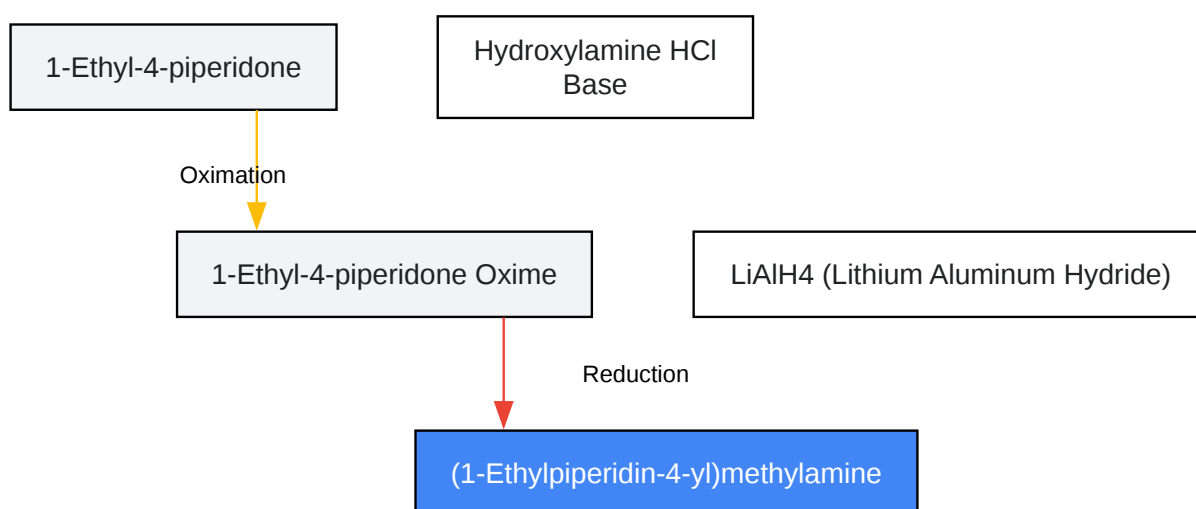 1-Ethyl-4-piperidone
Hydroxylamine HCl
Base
Oximation
1-Ethyl-4-piperidone Oxime
LiAlH4 (Lithium Aluminum Hydride)
Reduction
(1-Ethylpiperidin-4-yl)methylamine